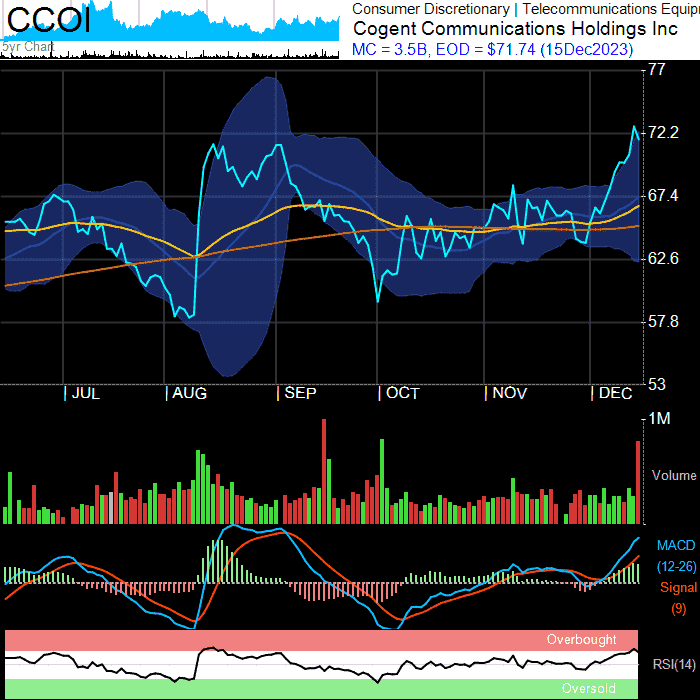 CCOI
5yr Chart
Consumer Discretionary | Telecommunications Equip
Cogent Communications Holdings Inc
MC = 3.5B, EOD = $71.74 (15Dec2023)
77
72.2
67.4
62.6
57.8
53
| JUL | AUG | SEP | OCT | NOV | DEC
1M
Volume
MACD
(12-26)
Signal
(9)
Overbought
RSI(14)
Oversold